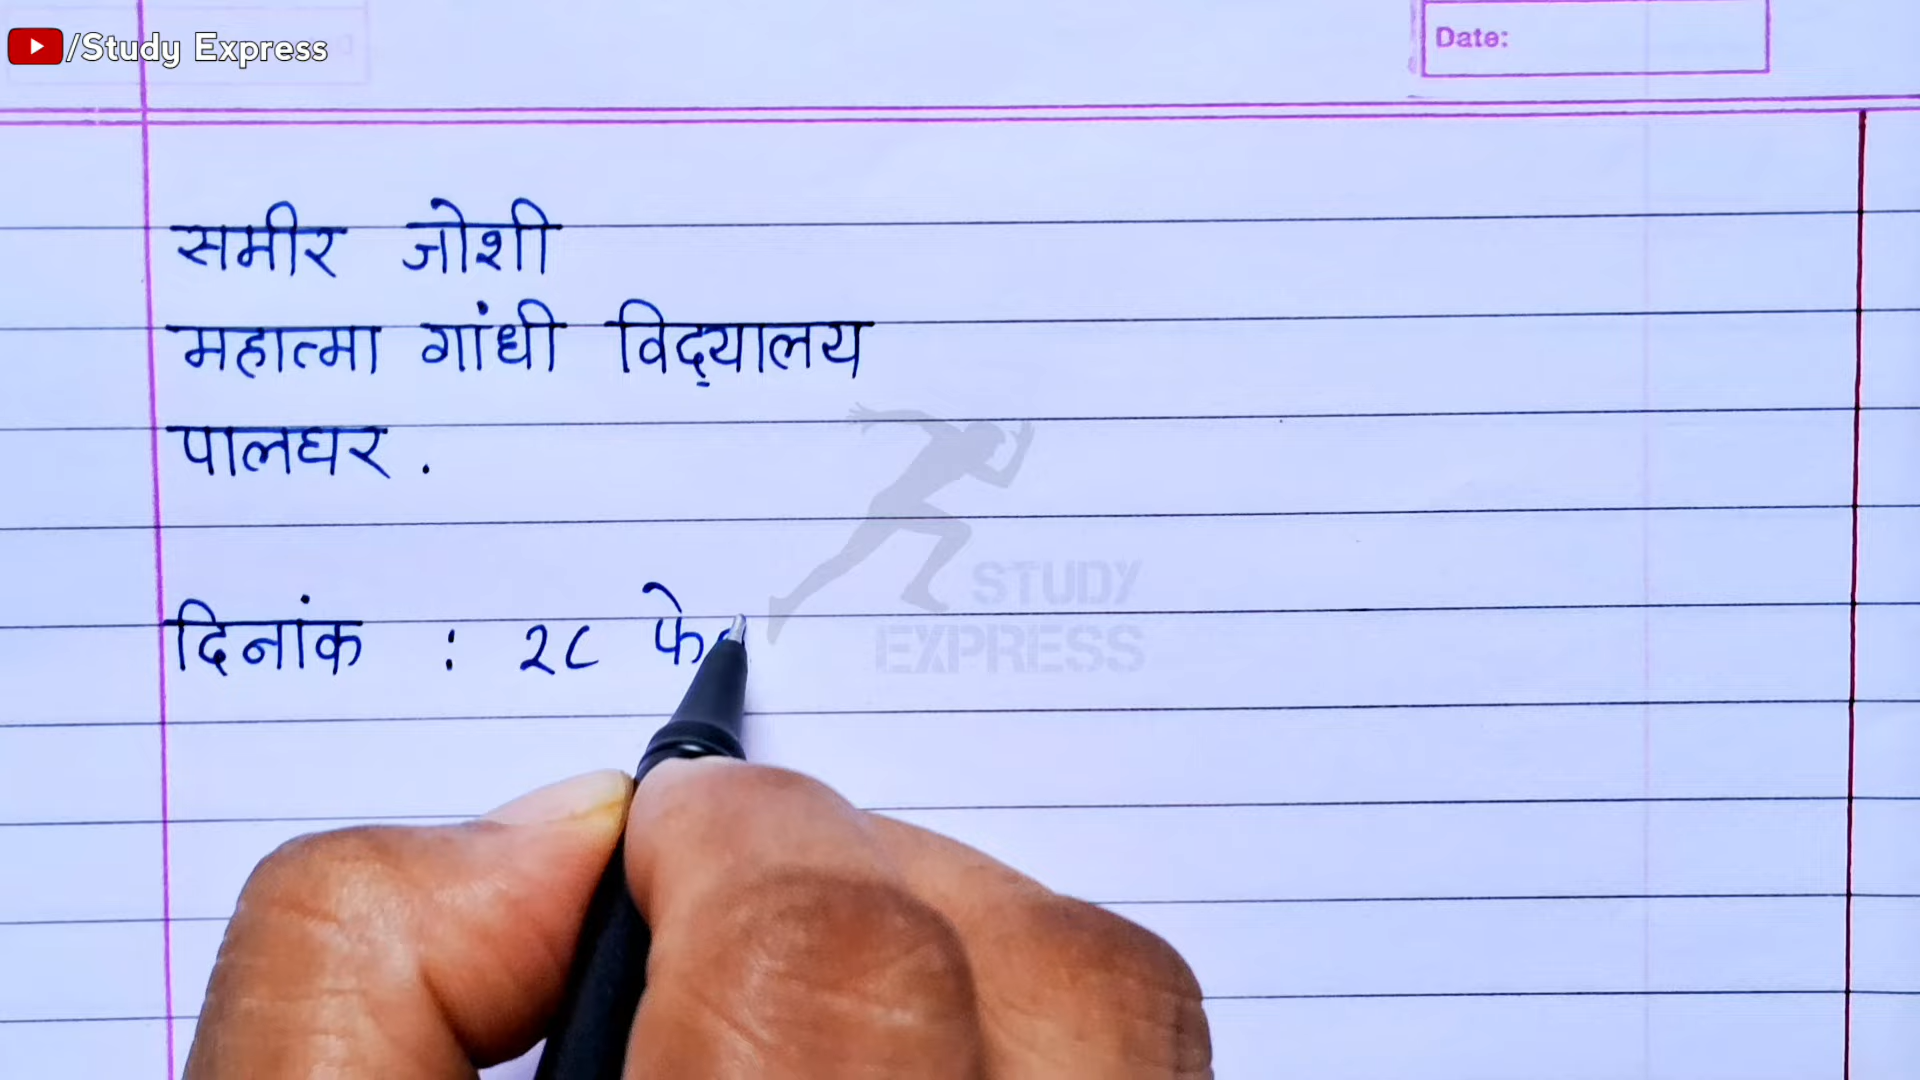 /Study Express
Date:
समीर जोशी
महात्मा गांधी विद्‌यालय
पालघर .
दिनांक : २८
STUDY
EXPRESS